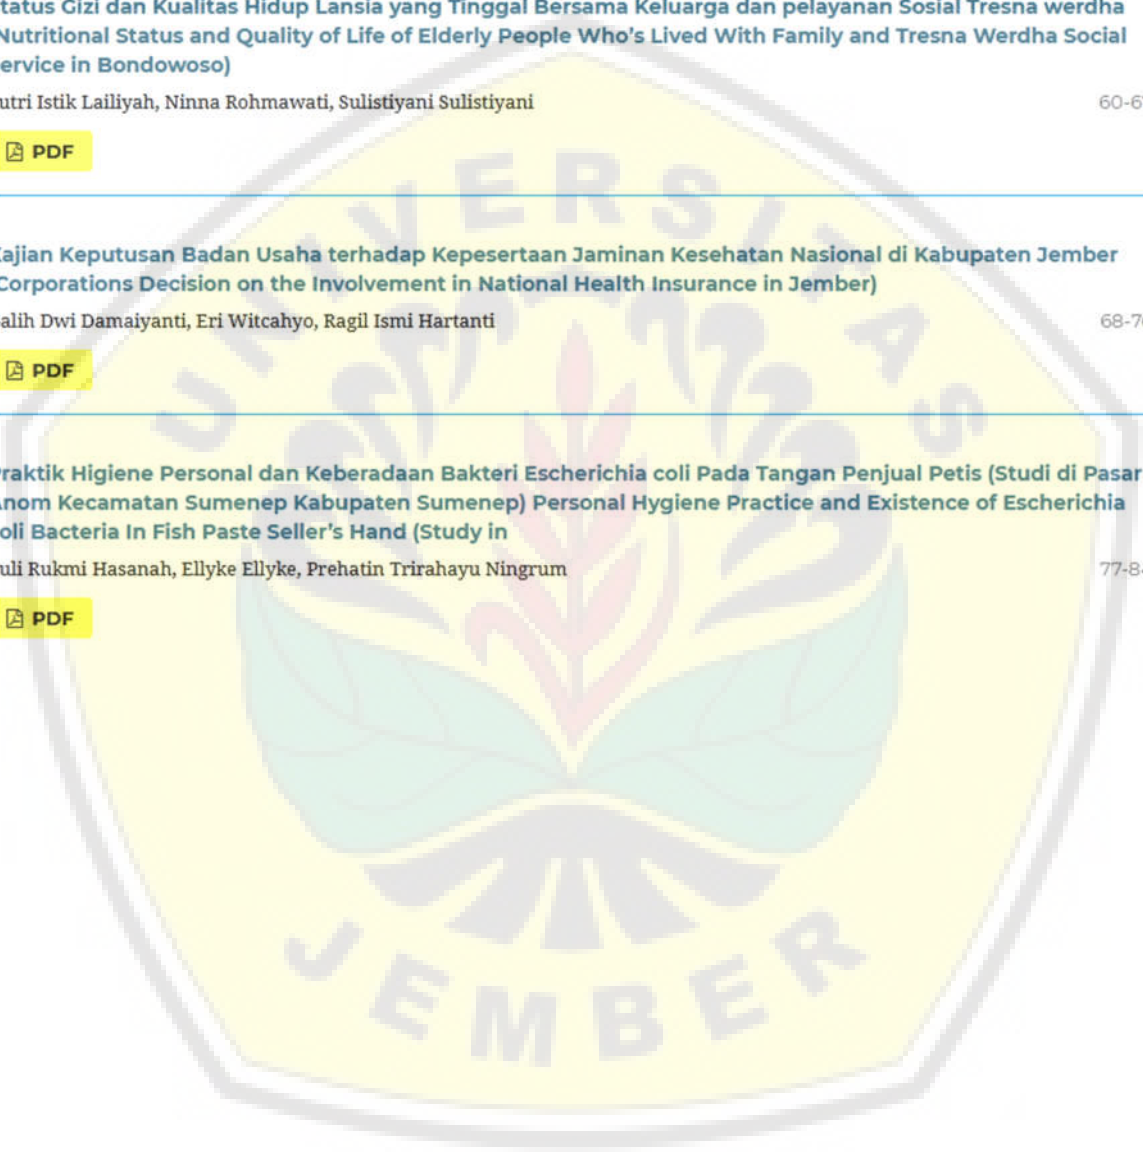 tatus Gizi dan Kualitas Hidup Lansia yang Tinggal Bersama Keluarga dan pelayanan Sosial Tresna werdha
Nutritional Status and Quality of Life of Elderly People Who's Lived With Family and Tresna Werdha Social
ervice in Bondowoso)
utri Istik Lailiyah, Ninna Rohmawati, Sulistiyani Sulistiyani 60-6
PDF
ajian Keputusan Badan Usaha terhadap Kepesertaan Jaminan Kesehatan Nasional di Kabupaten Jember
Corporations Decision on the Involvement in National Health Insurance in Jember)
alih Dwi Damaiyanti, Eri Witcahyo, Ragil Ismi Hartanti 68-7
PDF
raktik Higiene Personal dan Keberadaan Bakteri Escherichia coli Pada Tangan Penjual Petis (Studi di Pasar
nom Kecamatan Sumenep Kabupaten Sumenep) Personal Hygiene Practice and Existence of Escherichia
oli Bacteria In Fish Paste Seller's Hand (Study in
uli Rukmi Hasanah, Ellyke Ellyke, Prehatin Trirahayu Ningrum 77-8
PDF
UNIVERSITAS
JEMBER